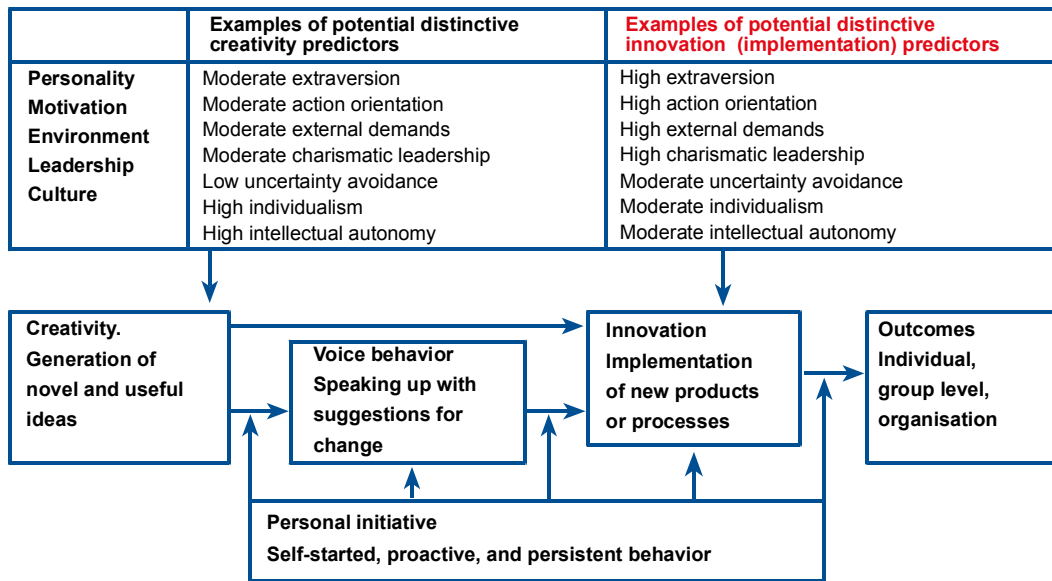 Examples of potential distinctive
creativity predictors
Examples of potential distinctive
innovation (implementation) predictors
Personality
Motivation
Environment
Leadership
Culture
Moderate extraversion
Moderate action orientation
Moderate external demands
Moderate charismatic leadership
Low uncertainty avoidance
High individualism
High intellectual autonomy
High extraversion
High action orientation
High external demands
High charismatic leadership
Moderate uncertainty avoidance
Moderate individualism
Moderate intellectual autonomy
Creativity.
Generation of
novel and useful
ideas
Voice behavior
Speaking up with
suggestions for
change
Innovation
Implementation
of new products
or processes
Outcomes
Individual,
group level,
organisation
Personal initiative
Self-started, proactive, and persistent behavior